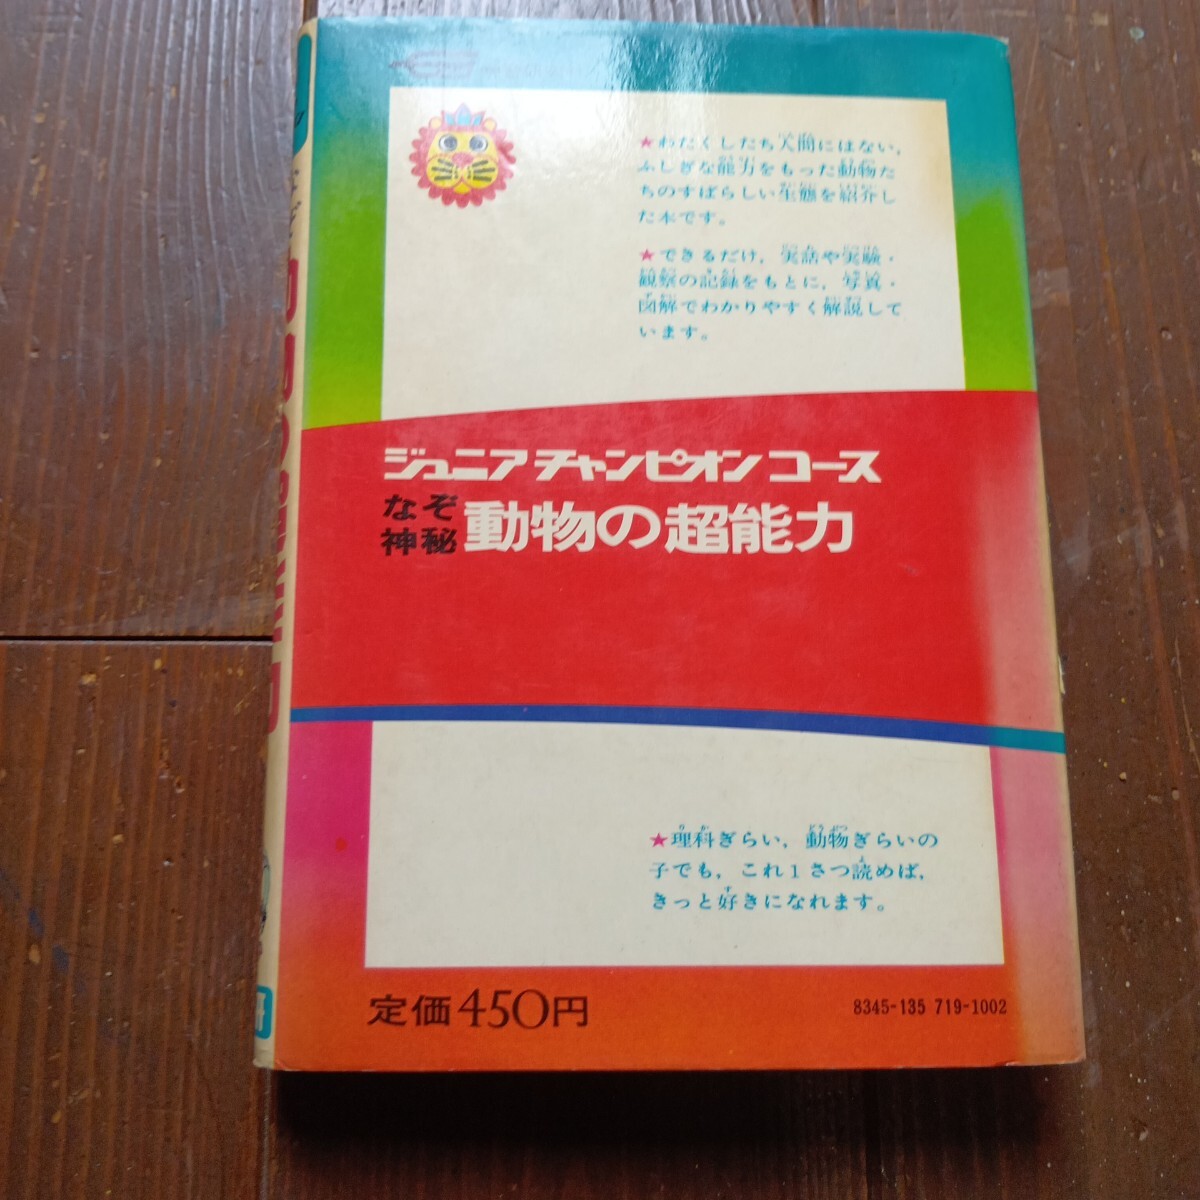 ★わたくしたち人間にはない，
ふしぎな能力をもった動物た
ちのすばらしい生態を紹介し
た本です。
★できるだけ，実話や実験・
観察の記録をもとに，写真・
図解でわかりやすく解説して
います。
ジュニアチャンピオンコース
なぞ
神秘
動物の超能力
★理科ぎらい，動物ぎらいの
子でも，これ1さつ読めば，
きっと好きになれます。
定価450円
8345-135 719-1002